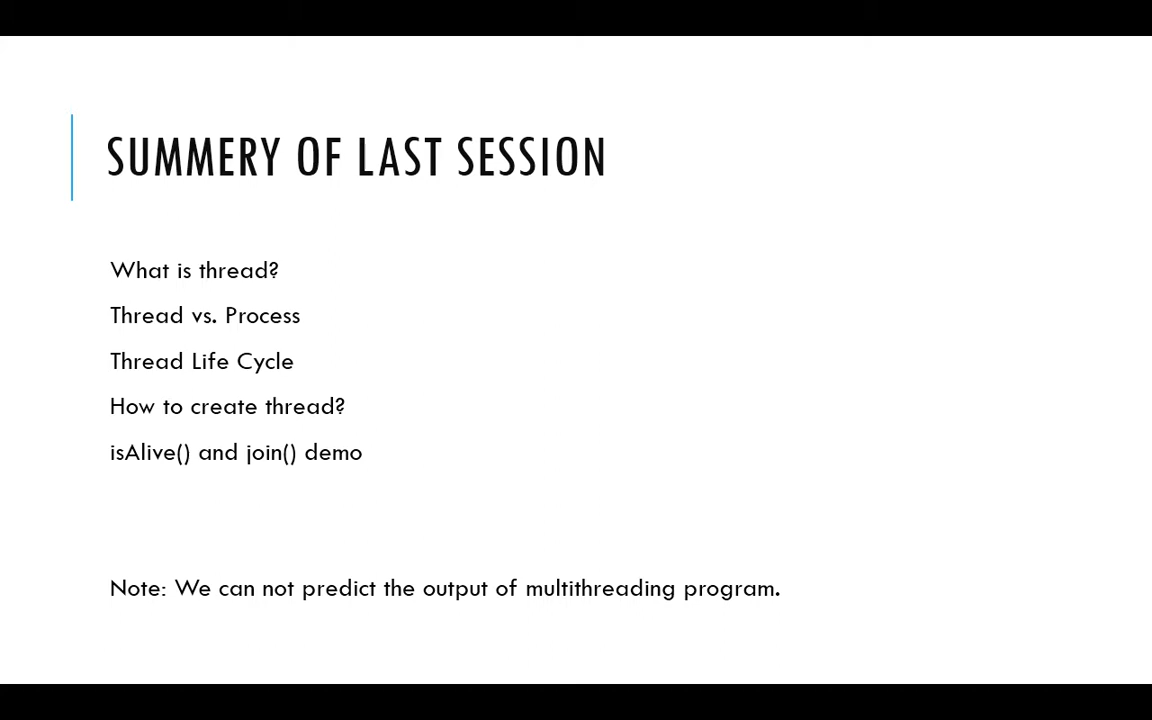 SUMMERY OF LAST SESSION
What is thread?
Thread vs. Process
Thread Life Cycle
How to create thread?
isAlive() and join() demo
Note: We can not predict the output of multithreading program.